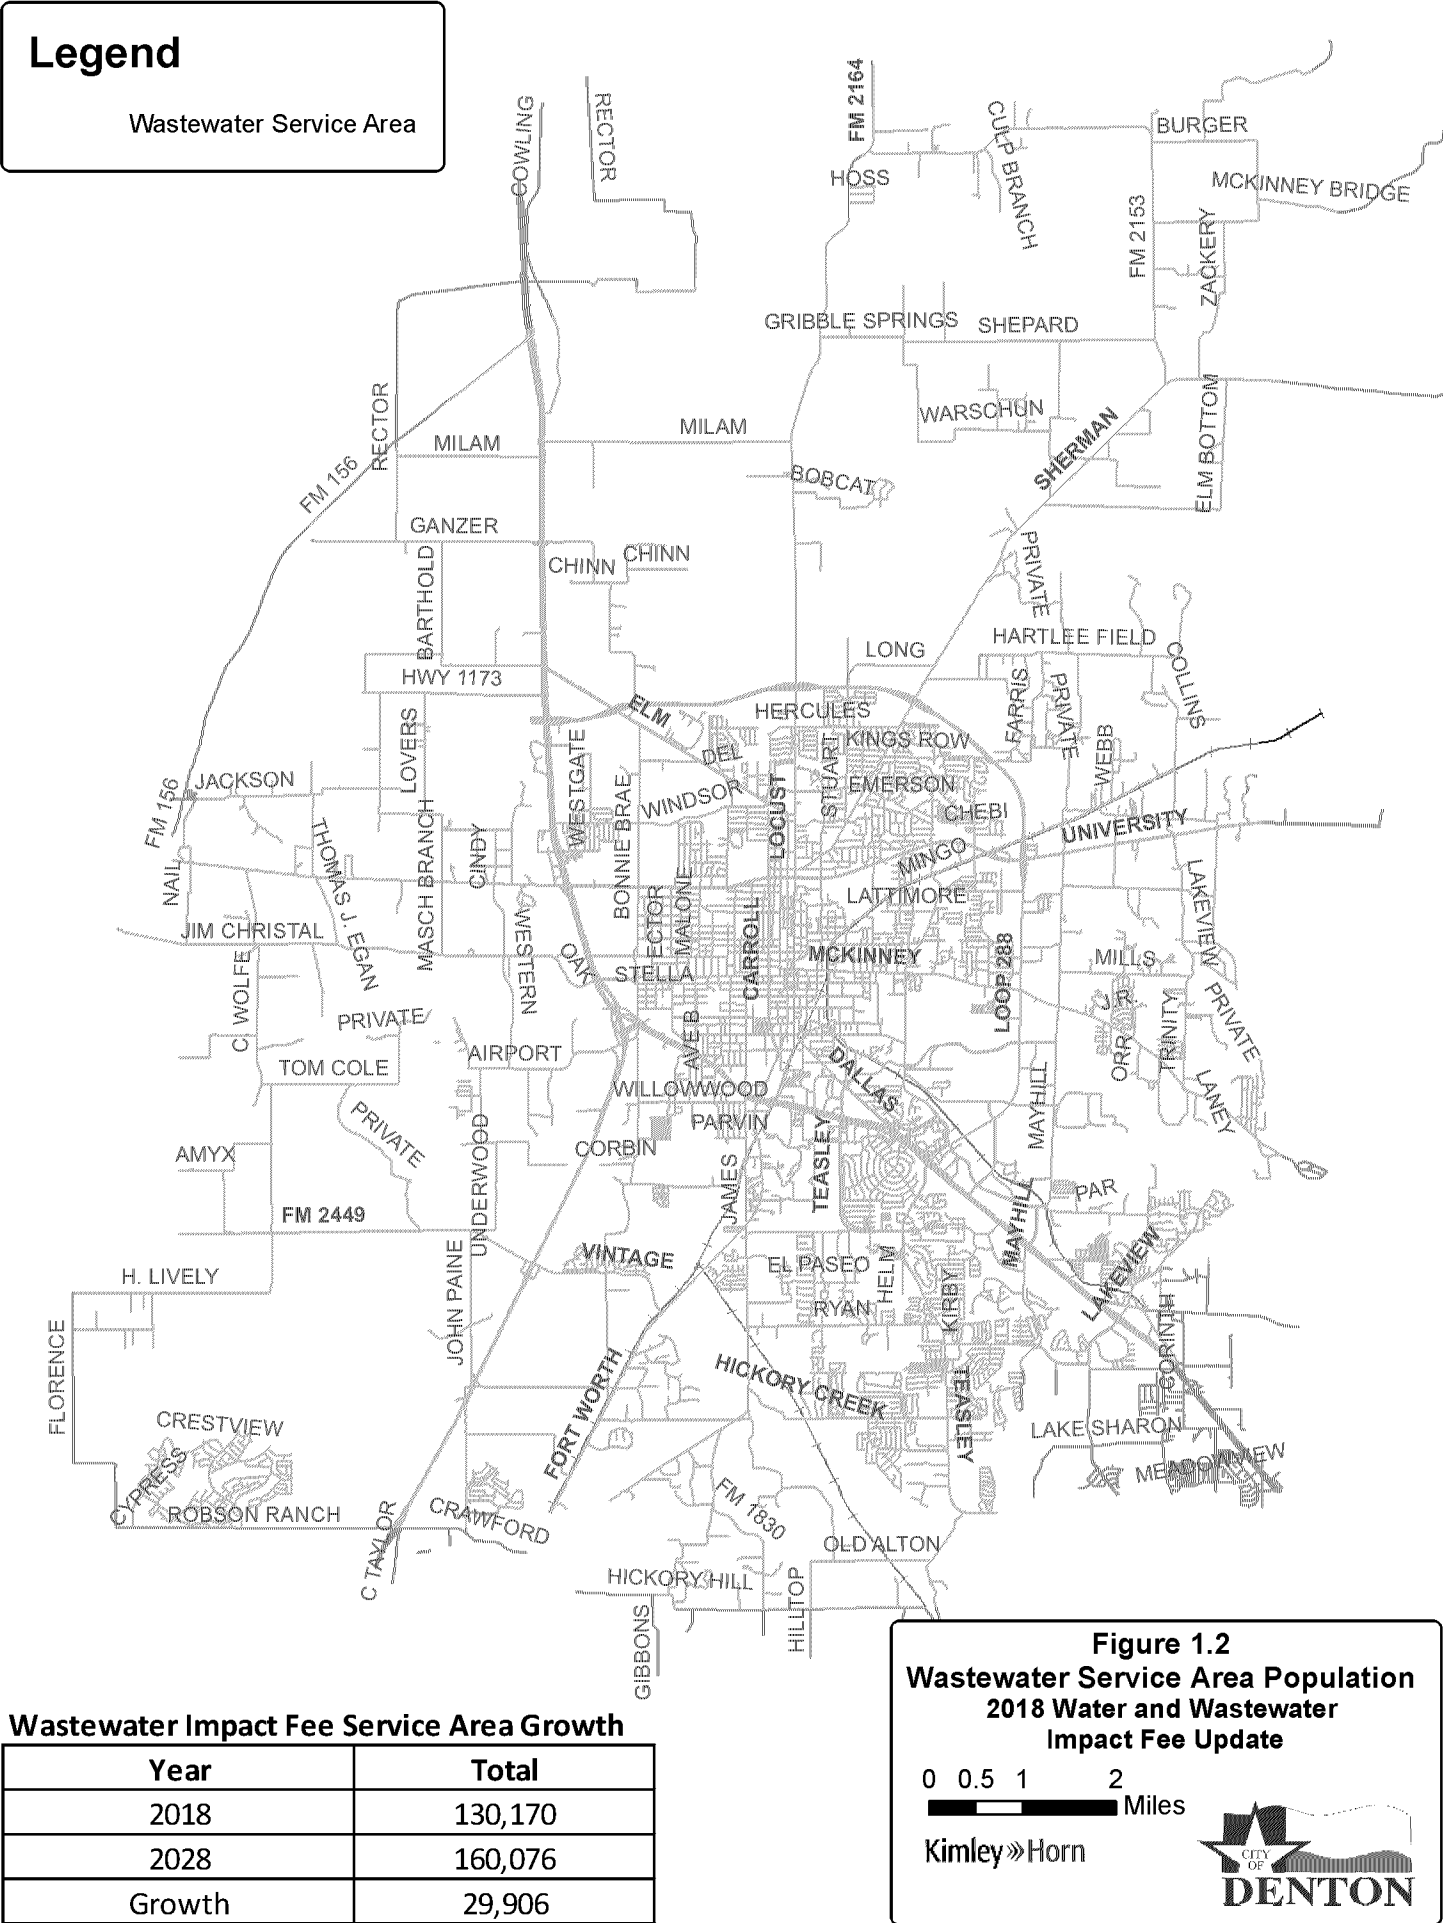 Legend
Wastewater Service Area
COWLING
RECTOR
FM 2164
CULP BRANCH
BURGER
HOSS
MCKINNEY BRIDGE
FM 2153
ZACKERY
GRIBBLE SPRINGS
SHEPARD
RECTOR
MILAM
MILAM
WARSCHUN
SHERMAN
ELM BOTTOM
FM 156
BOBCAT
GANZER
CHINN
CHINN
BARTHOLD
PRIVATE
HARTLEE FIELD
LONG
COLLINS
HWY 1173
FARRIS
PRIVATE
ELM
HERCULES
LOVERS
WESTGATE
DEL
STUART
KINGS ROW
WEBB
JACKSON
EMERSON
FM 156
BONNIE BRAE
WINDSOR
LOCUST
CHEBI
UNIVERSITY
THOMAS J. EGAN
MASCH BRANCH
CINDY
MINGO
NAIL
ECTOR
MALONE
LATTIMORE
LAKEVIEW
JIM CHRISTAL
WESTERN
OAK
CARROLL
MCKINNEY
LOOP 288
MILLS
STELLA
C WOLFE
J.R.
TRINITY
PRIVATE
PRIVATE
AVE B
ORR
AIRPORT
TOM COLE
DALLAS
MAYHILL
LANEY
WILLOWWOOD
PRIVATE
PARVIN
UNDERWOOD
CORBIN
TEASLEY
AMYX
JAMES
PAR
FM 2449
MAYHILL
VINTAGE
EL PASEO
HELM
LAKEVIEW
H. LIVELY
JOHN PAINE
KIRBY
RYAN
CORINTH
FLORENCE
FORT WORTH
HICKORY CREEK
TEASLEY
CRESTVIEW
LAKE SHARON
CYPRESS
MEADOWVIEW
ROBSON RANCH
CRAWFORD
FM 1830
C TAYLOR
OLD ALTON
HICKORY HILL
HILLTOP
GIBBONS
Figure 1.2
Wastewater Service Area Population
2018 Water and Wastewater
Impact Fee Update
0 0.5 1 2
Miles
Kimley»Horn
CITY
OF
DENTON
Wastewater Impact Fee Service Area Growth
Year Total
2018 130,170
2028 160,076
Growth 29,906